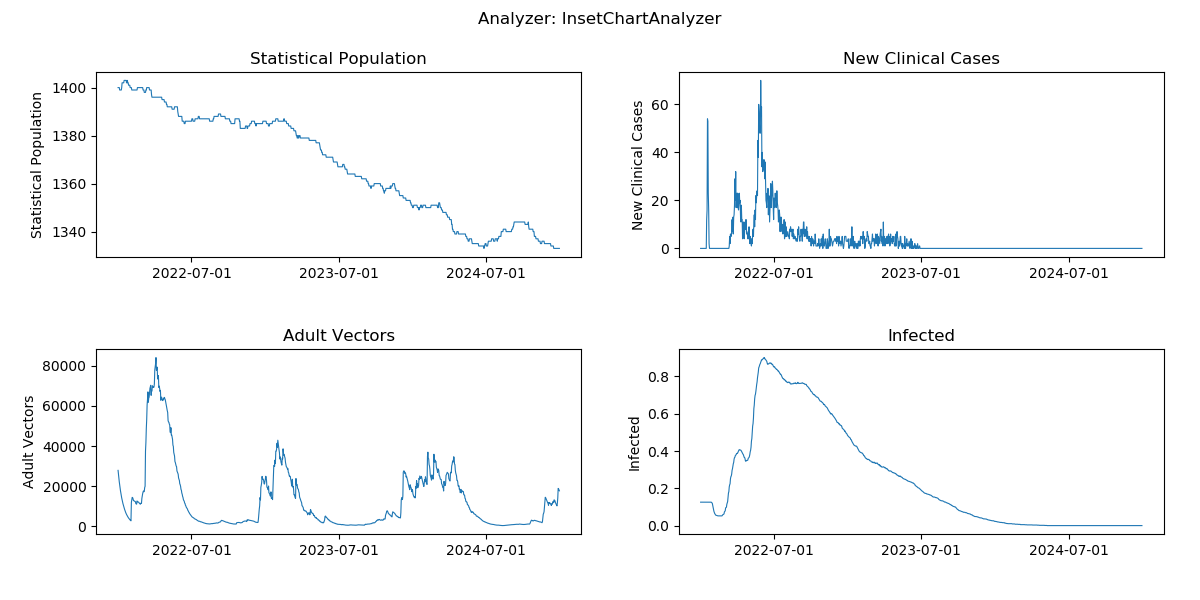 Analyzer: InsetChartAnalyzer
Statistical Population
Statistical Population
1400
1380
1360
1340
2022-07-01 2023-07-01 2024-07-01
New Clinical Cases
New Clinical Cases
60
40
20
0
2022-07-01 2023-07-01 2024-07-01
Adult Vectors
Adult Vectors
80000
60000
40000
20000
0
2022-07-01 2023-07-01 2024-07-01
Infected
Infected
0.8
0.6
0.4
0.2
0.0
2022-07-01 2023-07-01 2024-07-01